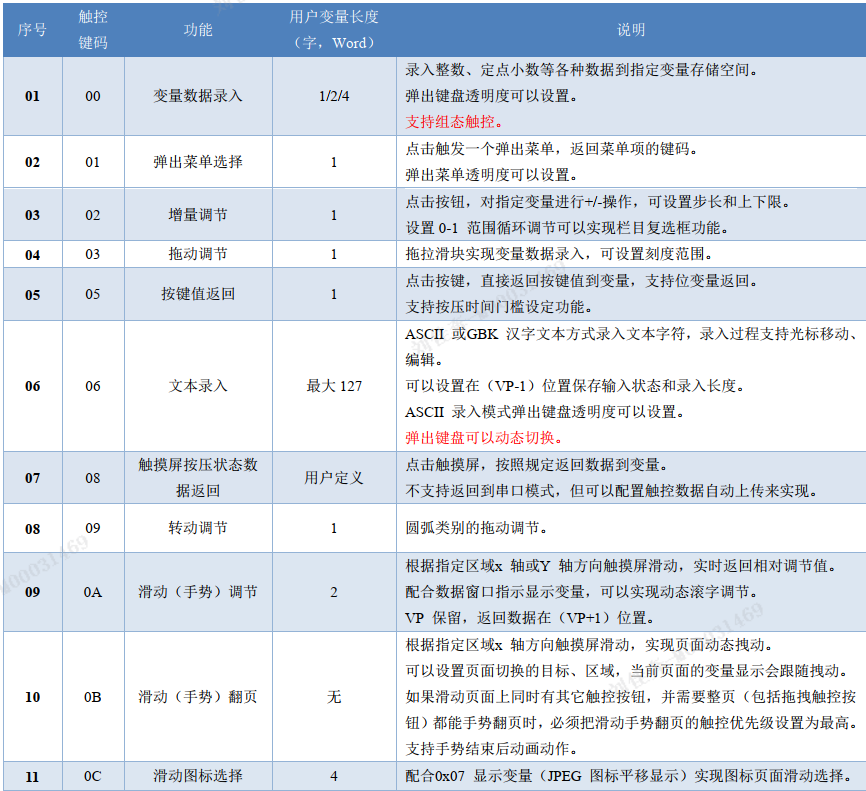 序号 触控键码 功能 用户变量长度（字，Word） 说明
01 00 变量数据录入 1/2/4 录入整数、定点小数等各种数据到指定变量存储空间。
弹出键盘透明度可以设置。
支持组态触控。
02 01 弹出菜单选择 1 点击触发一个弹出菜单，返回菜单项的键码。
弹出菜单透明度可以设置。
03 02 增量调节 1 点击按钮，对指定变量进行+/-操作，可设置步长和上下限。
设置0-1 范围循环调节可以实现栏目复选框功能。
04 03 拖动调节 1 拖拉滑块实现变量数据录入，可设置刻度范围。
05 05 按键值返回 1 点击按键，直接返回按键值到变量，支持位变量返回。
支持按压时间门槛设定功能。
06 06 文本录入 最大 127 ASCII 或GBK 汉字文本方式录入文本字符，录入过程支持光标移动、
编辑。
可以设置在（VP-1）位置保存输入状态和录入长度。
ASCII 录入模式弹出键盘透明度可以设置。
弹出键盘可以动态切换。
07 08 触摸屏按压状态数据返回 用户定义 点击触摸屏，按照规定返回数据到变量。
不支持返回到串口模式，但可以配置触控数据自动上传来实现。
08 09 转动调节 1 圆弧类别的拖动调节。
09 0A 滑动（手势）调节 2 根据指定区域x 轴或Y 轴方向触摸屏滑动，实时返回相对调节值。
配合数据窗口指示显示变量，可以实现动态滚字调节。
VP 保留，返回数据在（VP+1）位置。
10 0B 滑动（手势）翻页 无 根据指定区域x 轴方向触摸屏滑动，实现页面动态拽动。
可以设置页面切换的目标、区域，当前页面的变量显示会跟随拽动。
如果滑动页面上同时有其它触控按钮，并需要整页（包括拖拽触控按
钮）都能手势翻页时，必须把滑动手势翻页的触控优先级设置为最高。
支持手势结束后动画动作。
11 0C 滑动图标选择 4 配合0x07 显示变量（JPEG 图标平移显示）实现图标页面滑动选择。